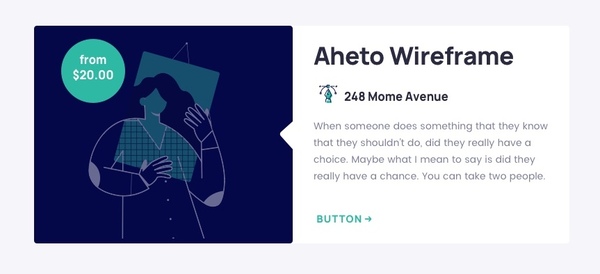 from
$20.00
Aheto Wireframe
248 Mome Avenue
When someone does something that they know
that they shouldn't do, did they really have a
choice. Maybe what I mean to say is did they
really have a chance. You can take two people.
BUTTON →